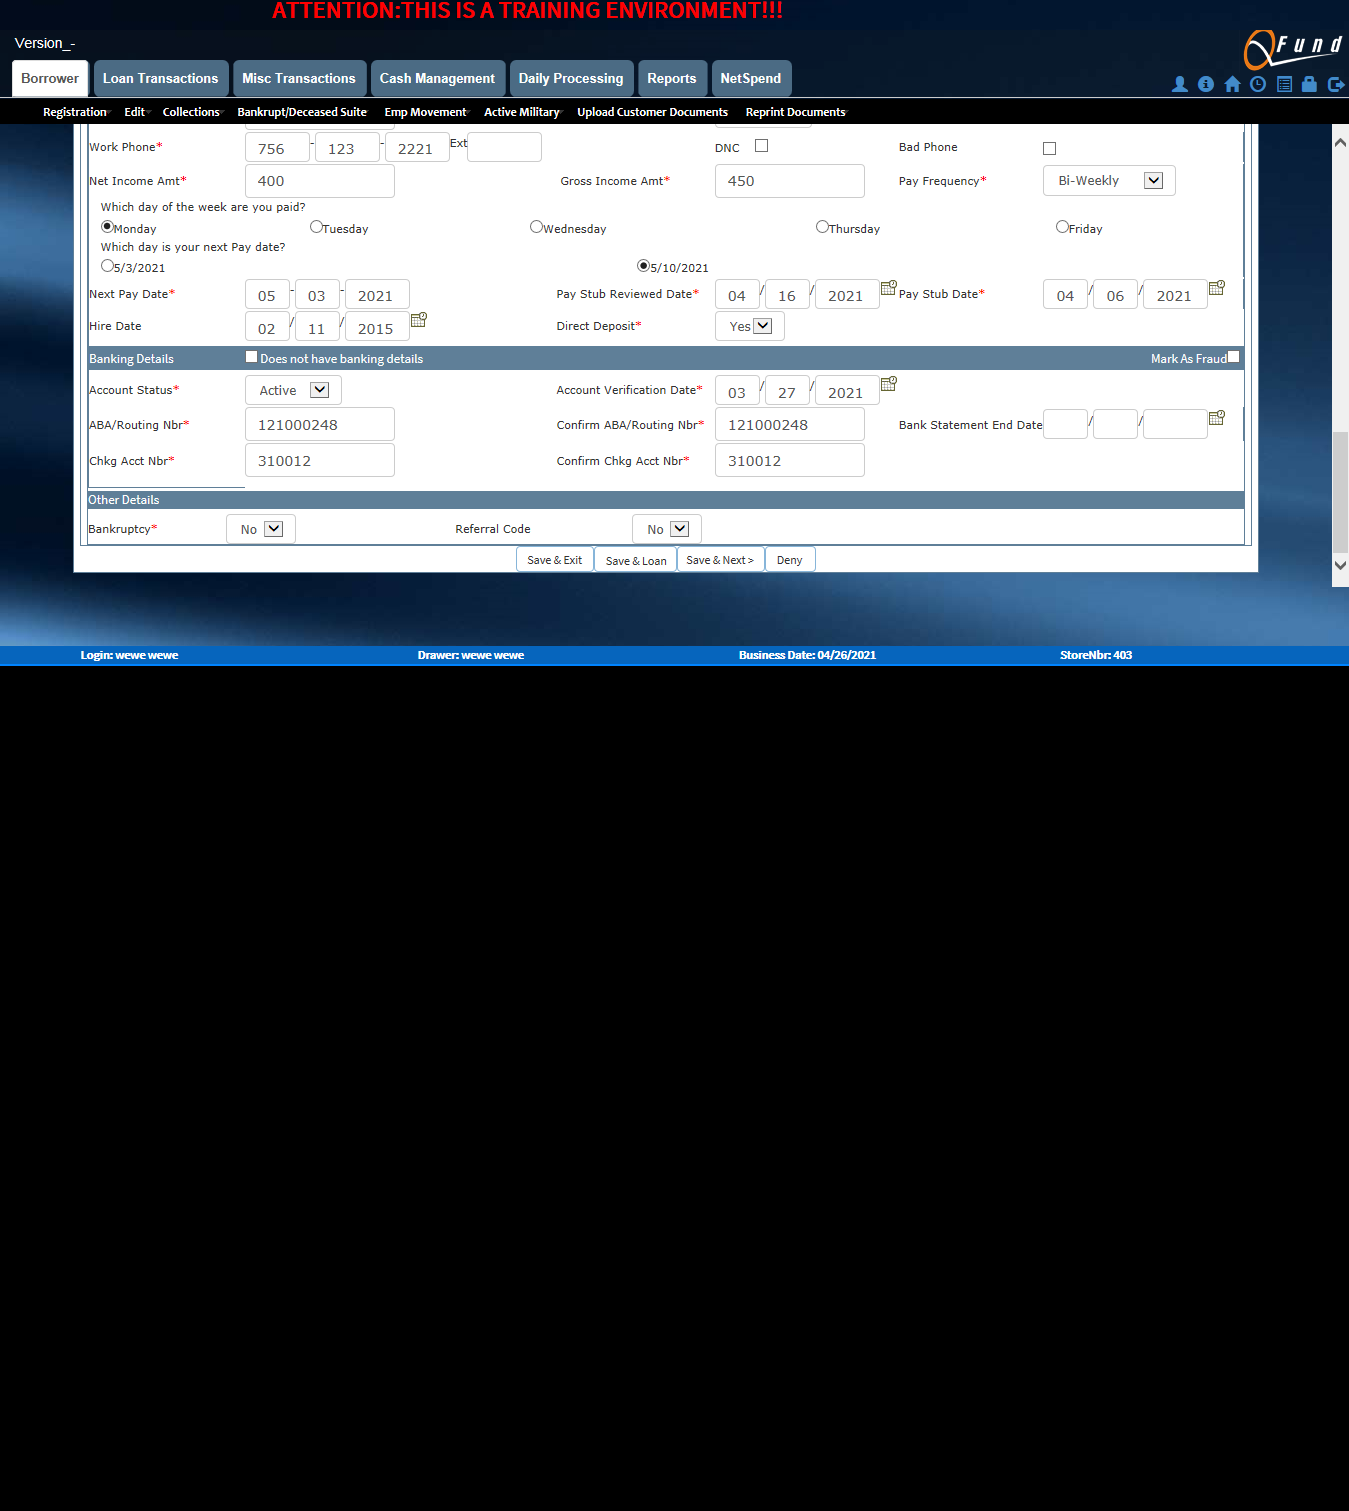 ATTENTION:THIS IS A TRAINING ENVIRONMENT!!!
Version_-
QFund
Borrower Loan Transactions Misc Transactions Cash Management Daily Processing Reports NetSpend
Registration Edit Collections Bankrupt/Deceased Suite Emp Movement Active Military Upload Customer Documents Reprint Documents
Work Phone* 756 - 123 - 2221 Ext DNC Bad Phone
Net Income Amt* 400 Gross Income Amt* 450 Pay Frequency* Bi-Weekly
Which day of the week are you paid?
Monday Tuesday Wednesday Thursday Friday
Which day is your next Pay date?
5/3/2021 5/10/2021
Next Pay Date* 05 - 03 - 2021 Pay Stub Reviewed Date* 04 / 16 / 2021 Pay Stub Date* 04 / 06 / 2021
Hire Date 02 / 11 / 2015 Direct Deposit* Yes
Banking Details Does not have banking details Mark As Fraud
Account Status* Active Account Verification Date* 03 / 27 / 2021
ABA/Routing Nbr* 121000248 Confirm ABA/Routing Nbr* 121000248 Bank Statement End Date / /
Chkg Acct Nbr* 310012 Confirm Chkg Acct Nbr* 310012
Other Details
Bankruptcy* No Referral Code No
Save & Exit Save & Loan Save & Next > Deny
Login: wewe wewe Drawer: wewe wewe Business Date: 04/26/2021 StoreNbr: 403